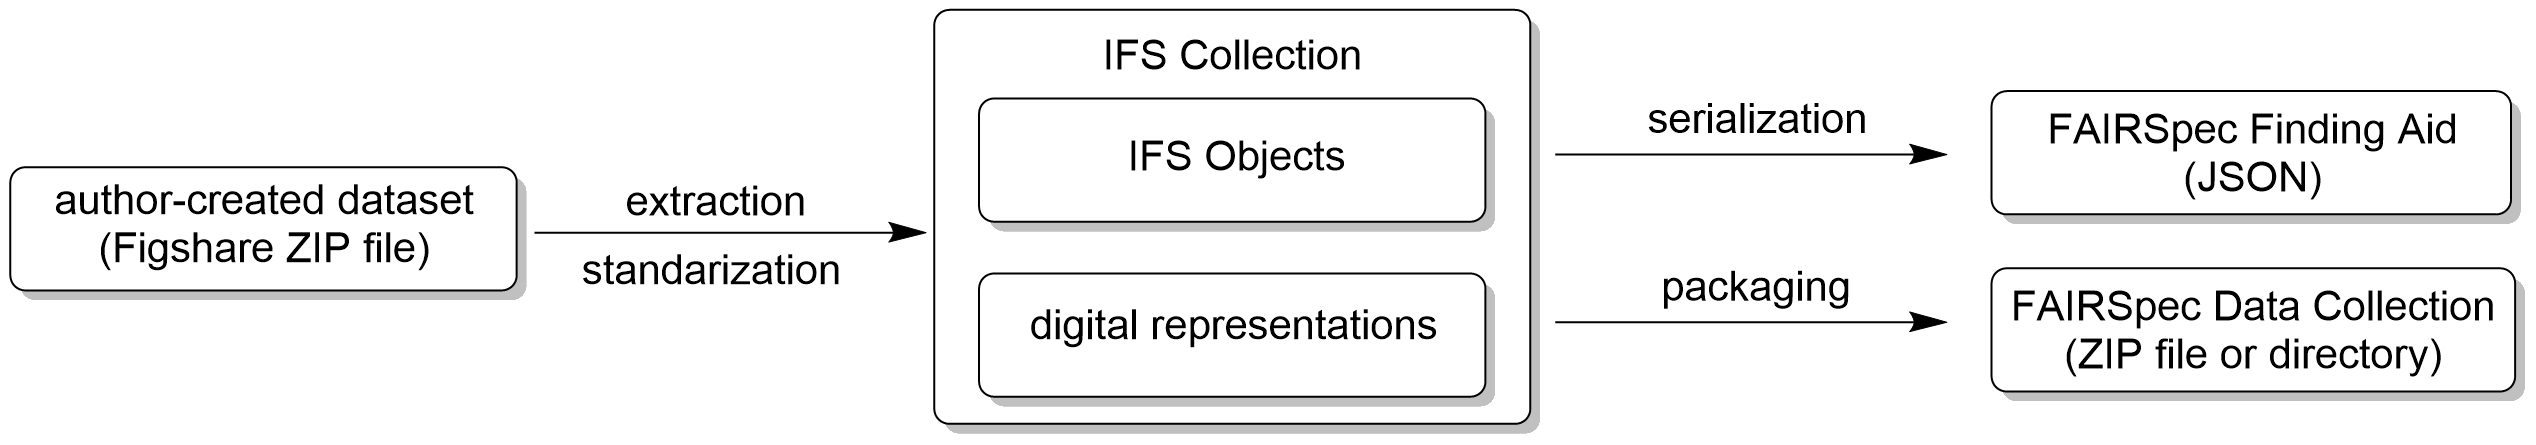 author-created dataset
(Figshare ZIP file)
extraction
standarization
IFS Collection
IFS Objects
digital representations
serialization
FAIRSpec Finding Aid
(JSON)
packaging
FAIRSpec Data Collection
(ZIP file or directory)